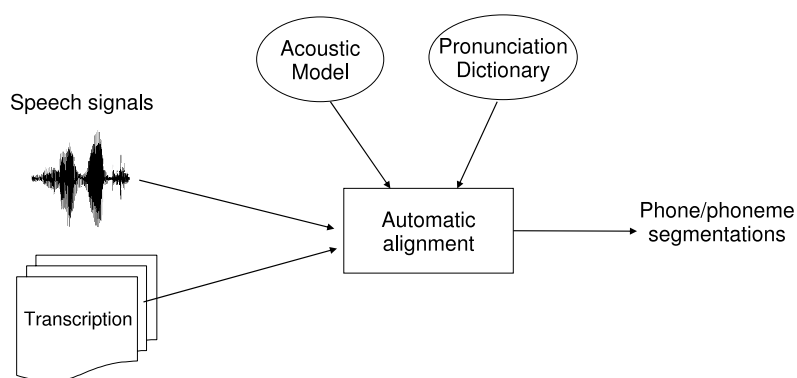 Acoustic
Model
Pronunciation
Dictionary
Speech signals
Automatic
alignment
Phone/phoneme
segmentations
Transcription